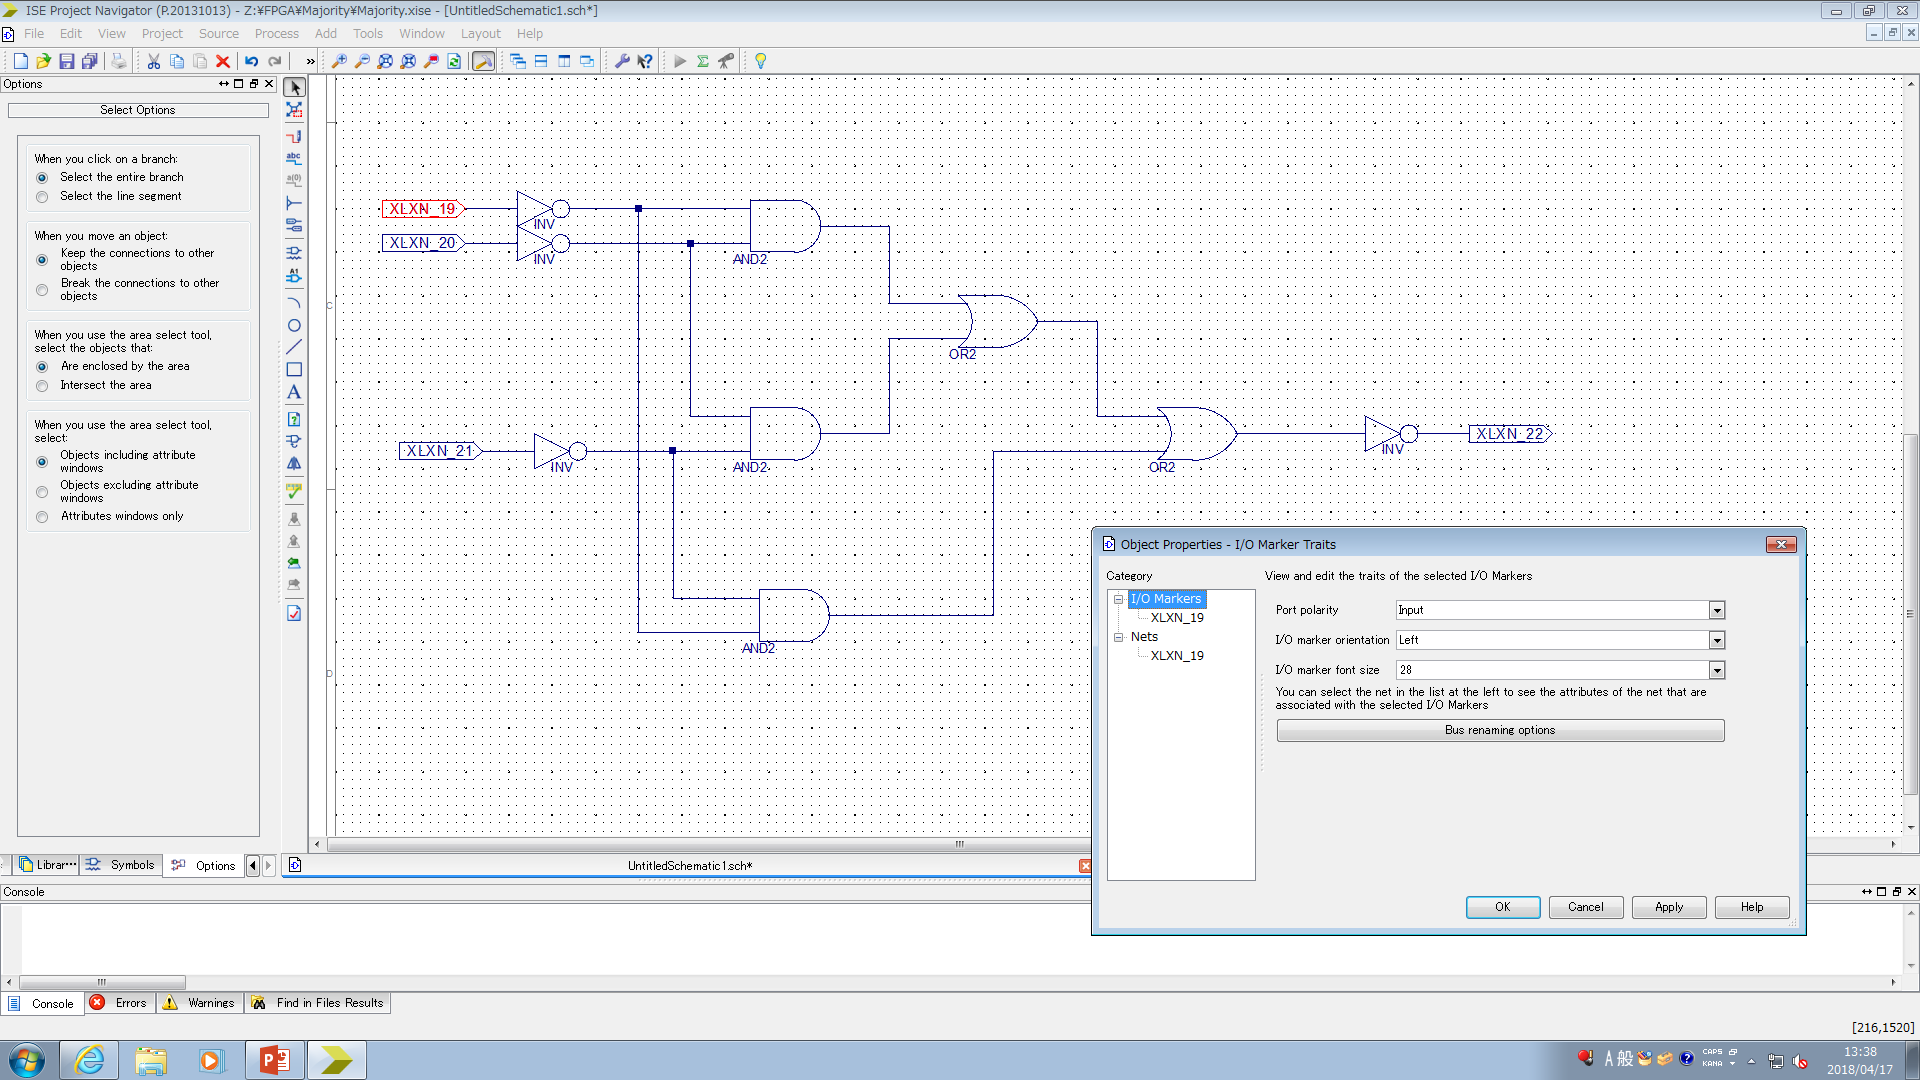 ISE Project Navigator (P.20131013) - Z:¥FPGA¥Majority¥Majority.xise - [UntitledSchematic1.sch*]
File Edit View Project Source Process Add Tools Window Layout Help
Options
Select Options
When you click on a branch:
Select the entire branch
Select the line segment
When you move an object:
Keep the connections to other
objects
Break the connections to other
objects
When you use the area select tool,
select the objects that:
Are enclosed by the area
Intersect the area
When you use the area select tool,
select:
Objects including attribute
windows
Objects excluding attribute
windows
Attributes windows only
XLXN_19
INV
XLXN_20
INV
AND2
OR2
XLXN_21
INV
AND2
OR2
INV
XLXN_22
AND2
C
D
Object Properties - I/O Marker Traits
Category
I/O Markers
XLXN_19
Nets
XLXN_19
View and edit the traits of the selected I/O Markers
Port polarity Input
I/O marker orientation Left
I/O marker font size 28
You can select the net in the list at the left to see the attributes of the net that are
associated with the selected I/O Markers
Bus renaming options
OK Cancel Apply Help
Librar... Symbols Options
UntitledSchematic1.sch*
Console
Console Errors Warnings Find in Files Results
[216,1520]
A 般 CAPS KANA
13:38
2018/04/17